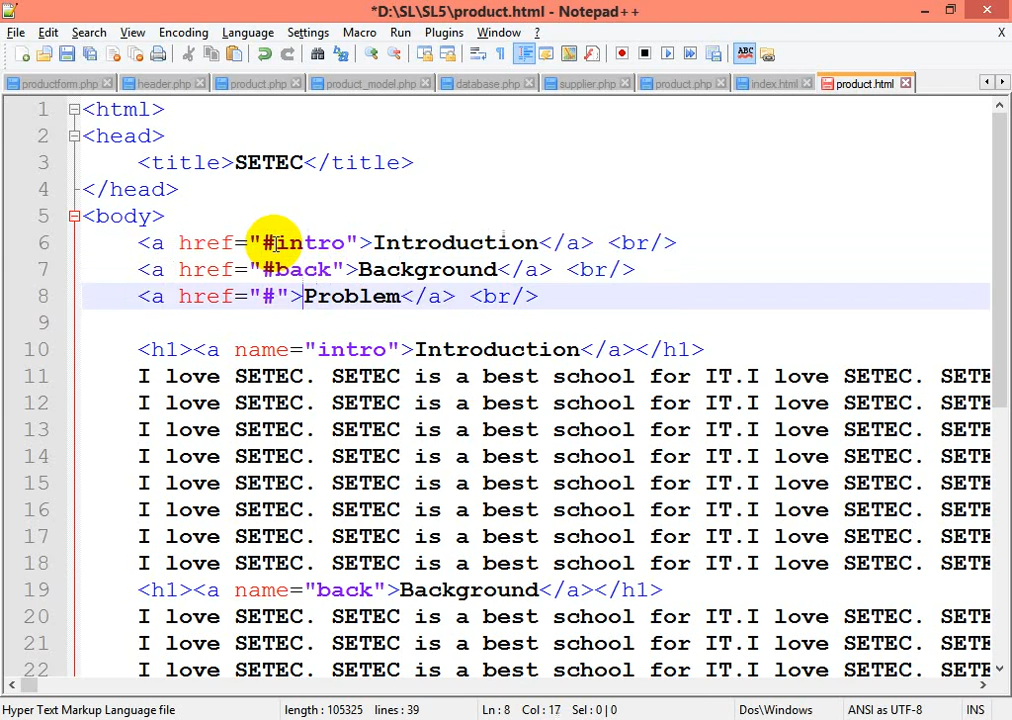 *D:\SL\SL5\product.html - Notepad++
File Edit Search View Encoding Language Settings Macro Run Plugins Window ? X
productform.php header.php product.php product_model.php database.php supplier.php product.php index.html product.html
1 <html>
2 <head>
3 <title>SETEC</title>
4 </head>
5 <body>
6 <a href="#intro">Introduction</a> <br/>
7 <a href="#back">Background</a> <br/>
8 <a href="#">Problem</a> <br/>
9
10 <h1><a name="intro">Introduction</a></h1>
11 I love SETEC. SETEC is a best school for IT.I love SETEC. SETE
12 I love SETEC. SETEC is a best school for IT.I love SETEC. SETE
13 I love SETEC. SETEC is a best school for IT.I love SETEC. SETE
14 I love SETEC. SETEC is a best school for IT.I love SETEC. SETE
15 I love SETEC. SETEC is a best school for IT.I love SETEC. SETE
16 I love SETEC. SETEC is a best school for IT.I love SETEC. SETE
17 I love SETEC. SETEC is a best school for IT.I love SETEC. SETE
18 I love SETEC. SETEC is a best school for IT.I love SETEC. SETE
19 <h1><a name="back">Background</a></h1>
20 I love SETEC. SETEC is a best school for IT.I love SETEC. SETE
21 I love SETEC. SETEC is a best school for IT.I love SETEC. SETE
22 I love SETEC. SETEC is a best school for IT.I love SETEC. SETE
Hyper Text Markup Language file length : 105325 lines : 39 Ln : 8 Col : 17 Sel : 0 | 0 Dos\Windows ANSI as UTF-8 INS